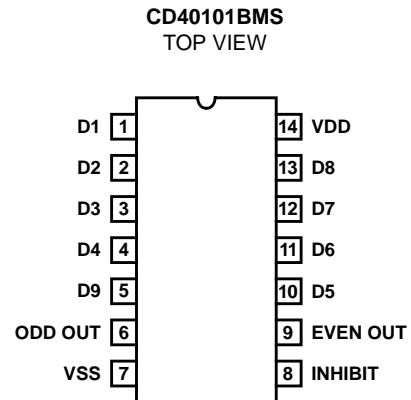 CD40101BMS
TOP VIEW
D1 1 14 VDD
D2 2 13 D8
D3 3 12 D7
D4 4 11 D6
D9 5 10 D5
ODD OUT 6 9 EVEN OUT
VSS 7 8 INHIBIT